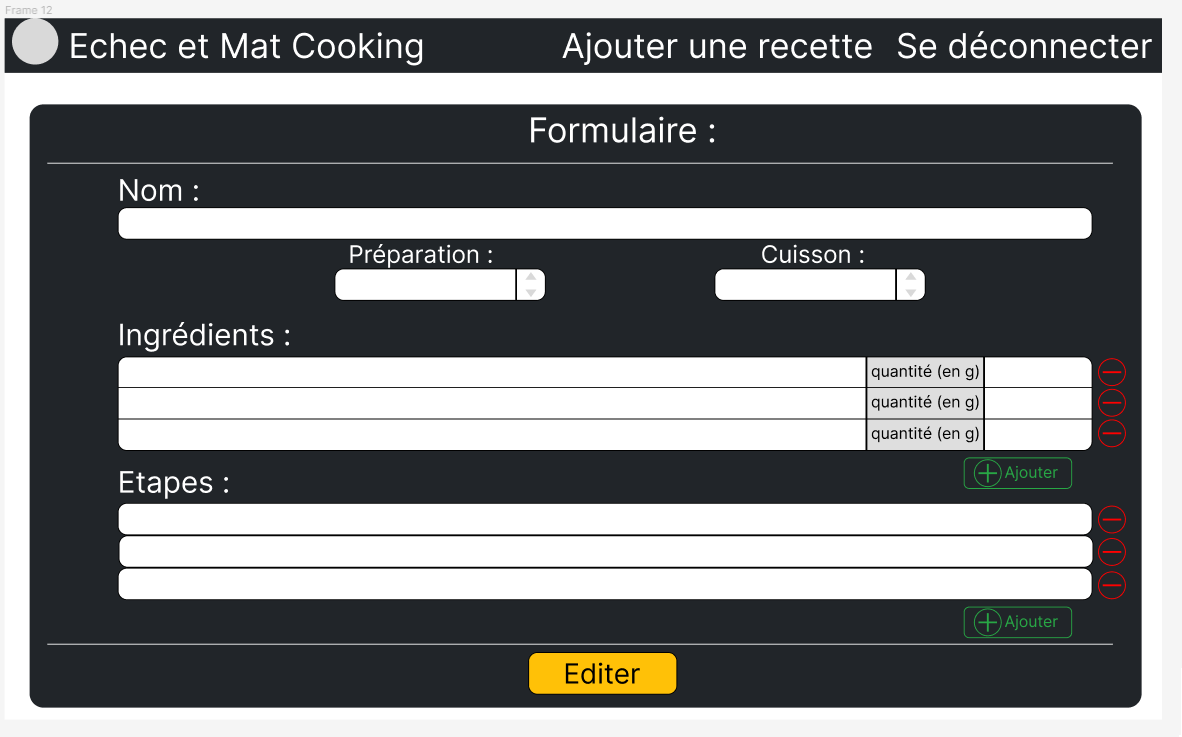 Frame 12
Echec et Mat Cooking Ajouter une recette Se déconnecter
Formulaire :
Nom :
Préparation : Cuisson :
Ingrédients :
quantité (en g)
quantité (en g)
quantité (en g)
Ajouter
Etapes :
Ajouter
Editer